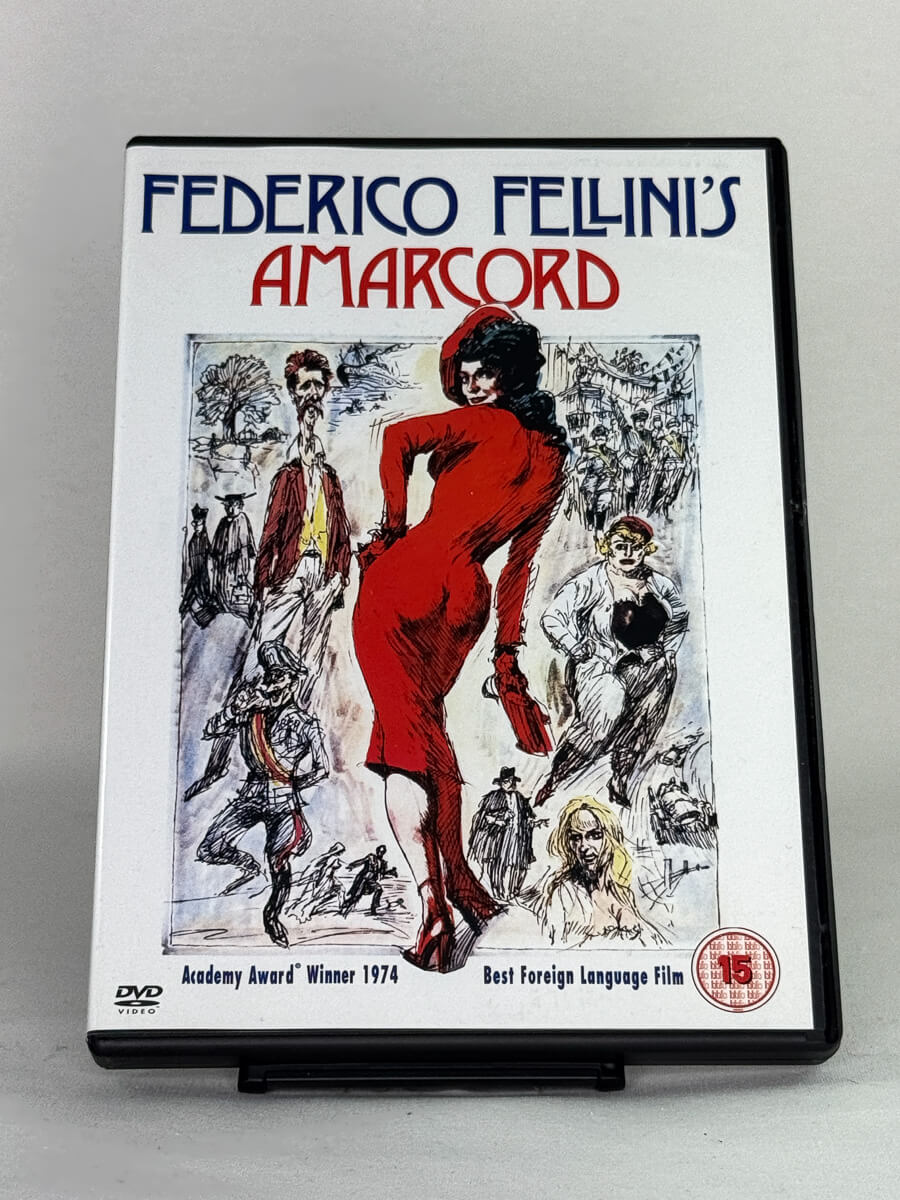 FEDERICO FELLINI'S
AMARCORD
Academy Award® Winner 1974
Best Foreign Language Film
15
DVD
VIDEO